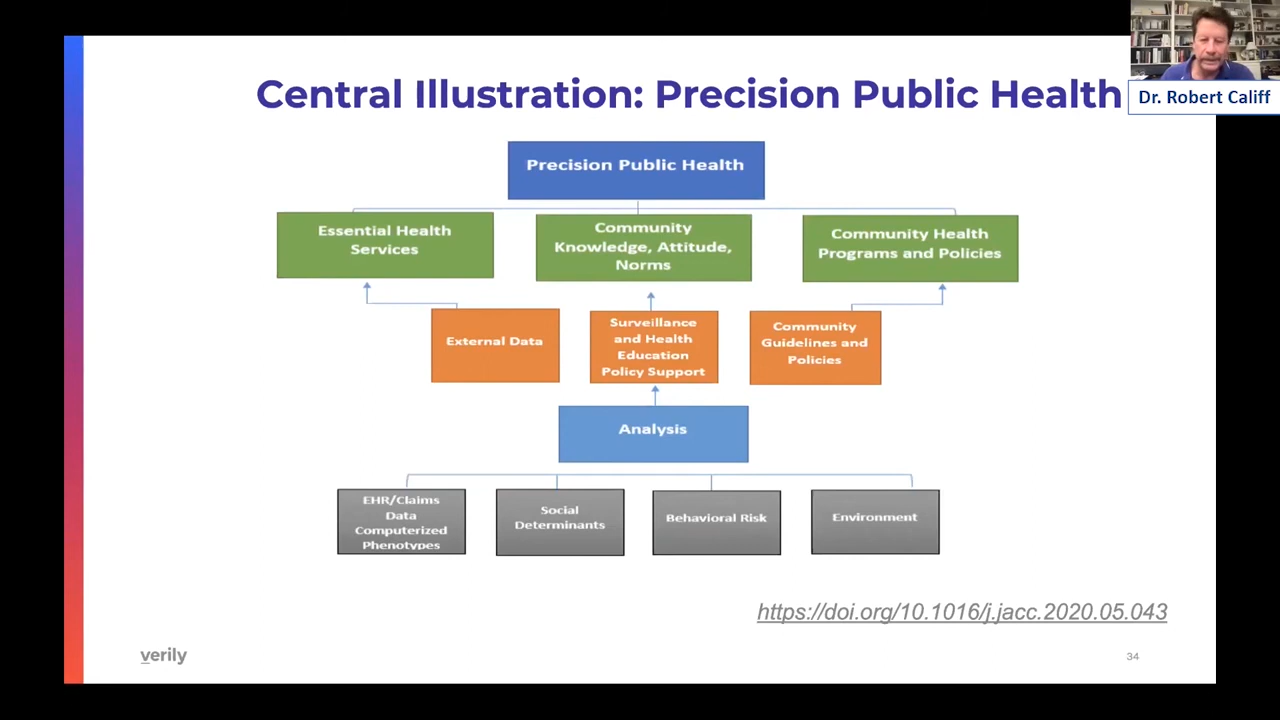 Central Illustration: Precision Public Health
Dr. Robert Califf
Precision Public Health
Essential Health
Services
Community
Knowledge, Attitude,
Norms
Community Health
Programs and Policies
External Data
Surveillance
and Health
Education
Policy Support
Community
Guidelines and
Policies
Analysis
EHR/Claims
Data
Computerized
Phenotypes
Social
Determinants
Behavioral Risk
Environment
https://doi.org/10.1016/j.jacc.2020.05.043
verily
34